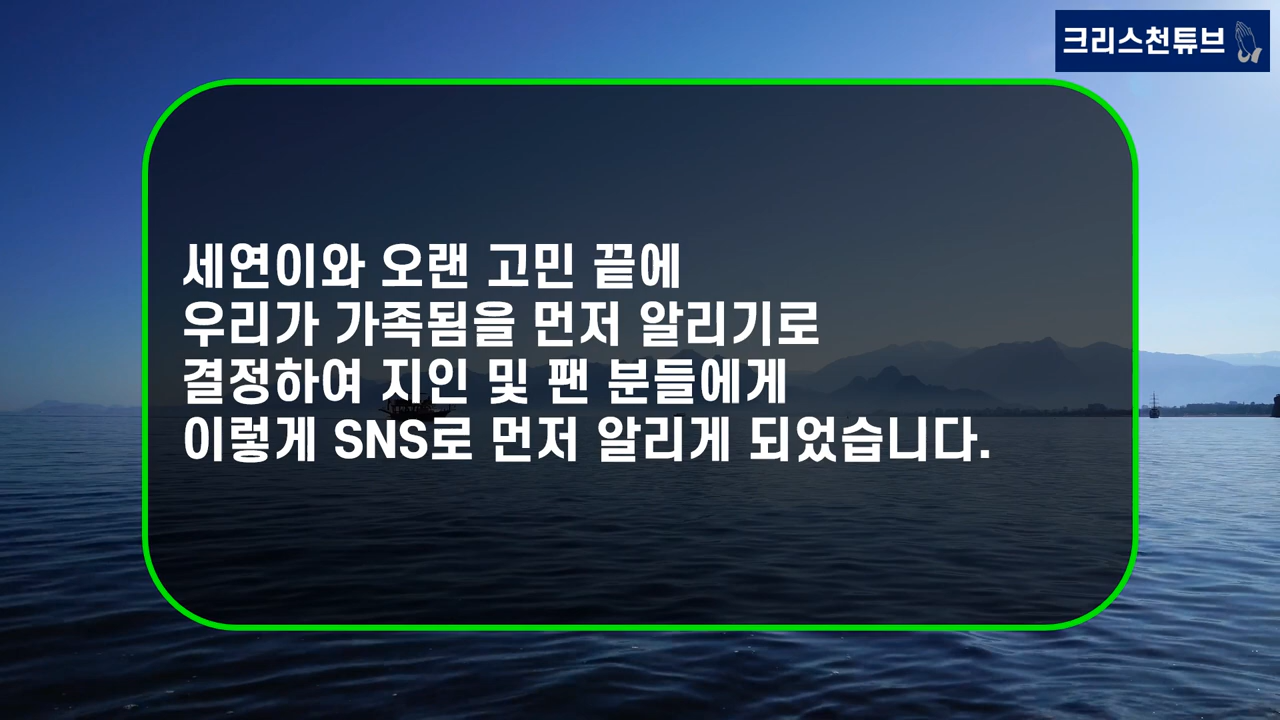 크리스천튜브
세연이와 오랜 고민 끝에
우리가 가족됨을 먼저 알리기로
결정하여 지인 및 팬 분들에게
이렇게 SNS로 먼저 알리게 되었습니다.